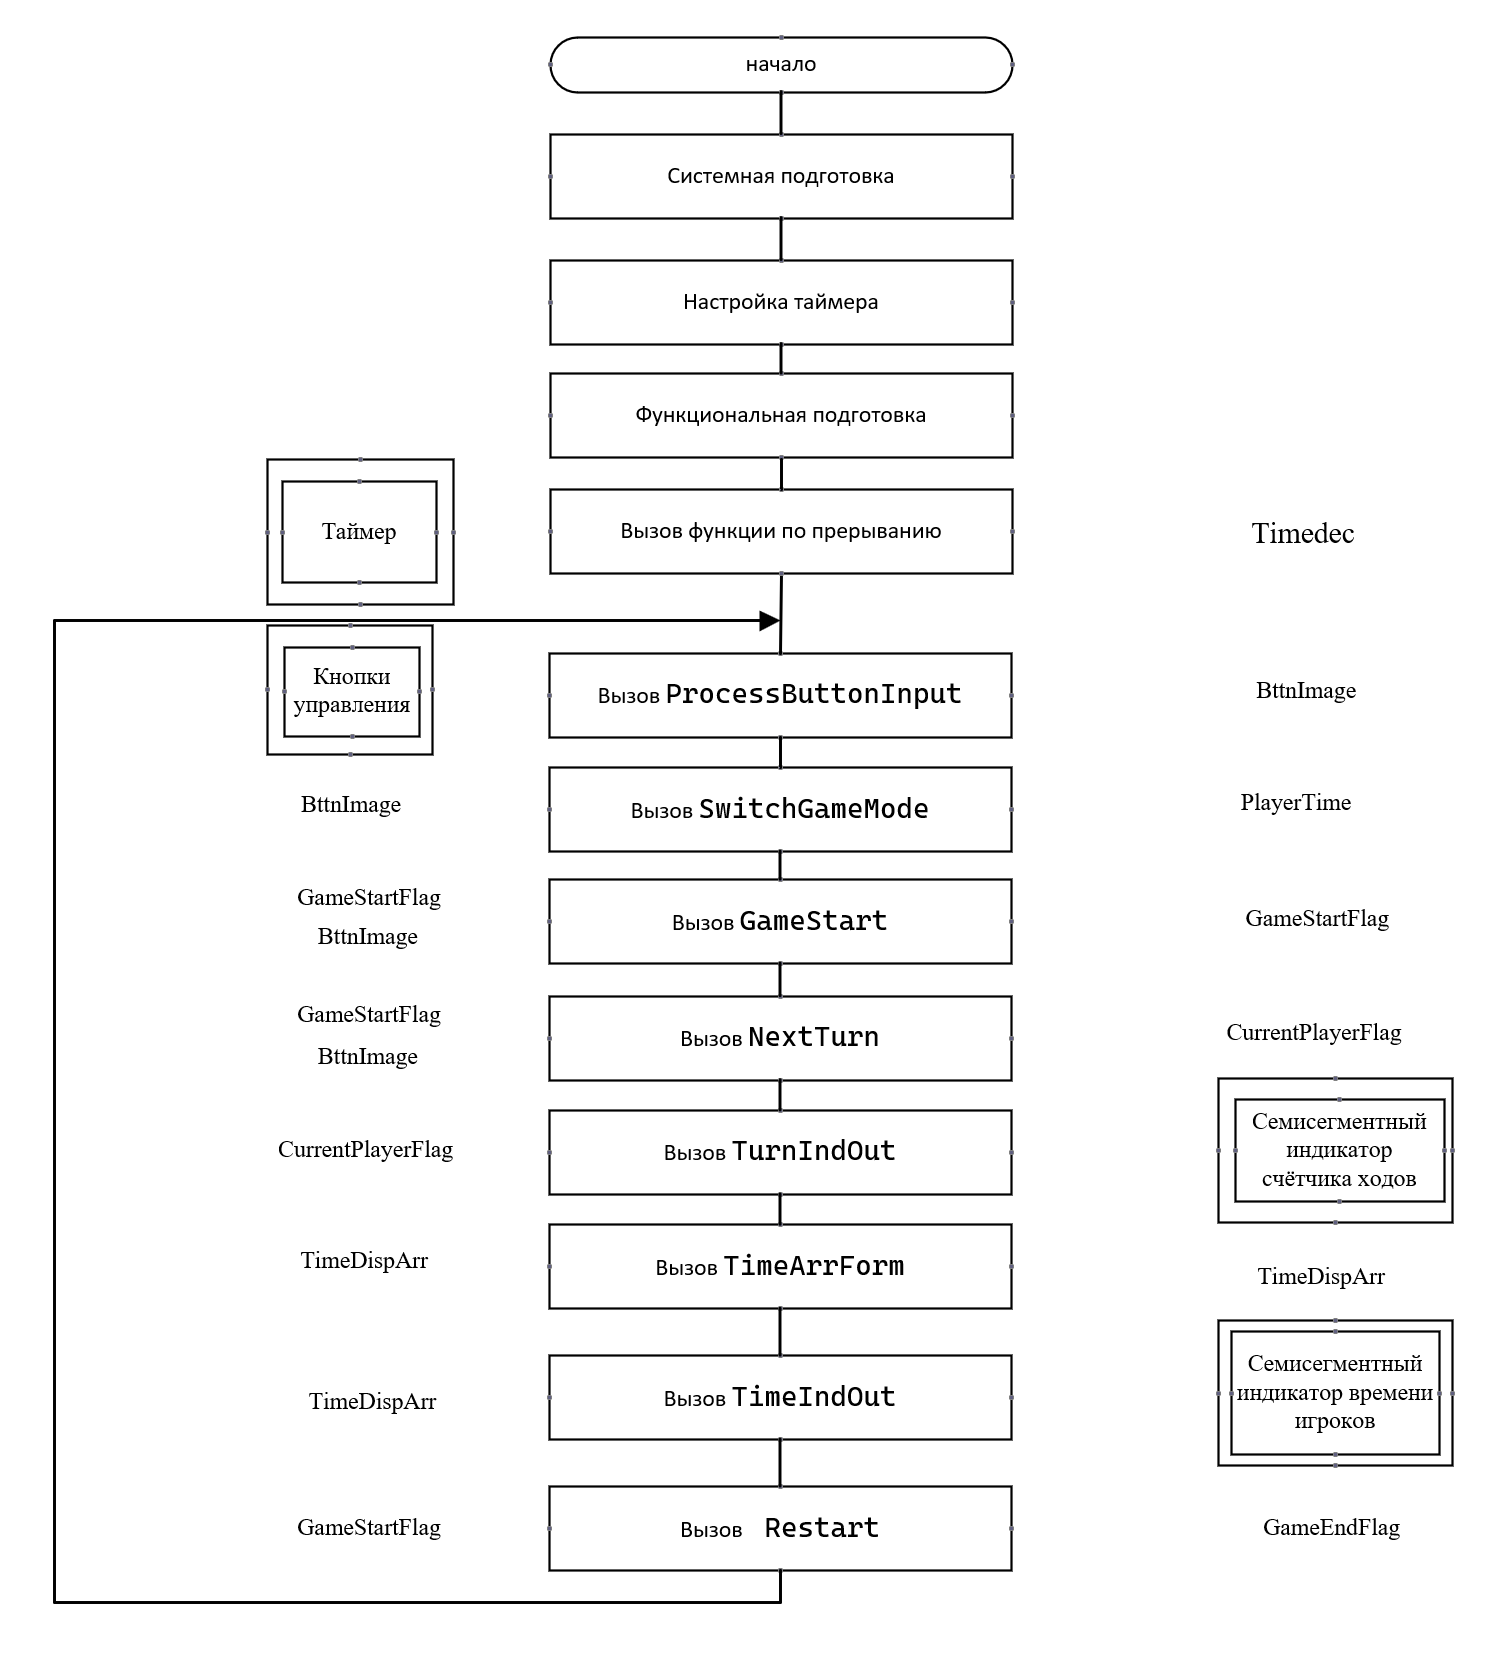 начало
Системная подготовка
Настройка таймера
Функциональная подготовка
Таймер
Вызов функции по прерыванию
Timedec
Кнопки
управления
Вызов ProcessButtonInput
BttnImage
BttnImage
Вызов SwitchGameMode
PlayerTime
GameStartFlag
BttnImage
Вызов GameStart
GameStartFlag
GameStartFlag
BttnImage
Вызов NextTurn
CurrentPlayerFlag
CurrentPlayerFlag
Вызов TurnIndOut
Семисегментный
индикатор
счётчика ходов
TimeDispArr
Вызов TimeArrForm
TimeDispArr
TimeDispArr
Вызов TimeIndOut
Семисегментный
индикатор времени
игроков
GameStartFlag
Вызов Restart
GameEndFlag